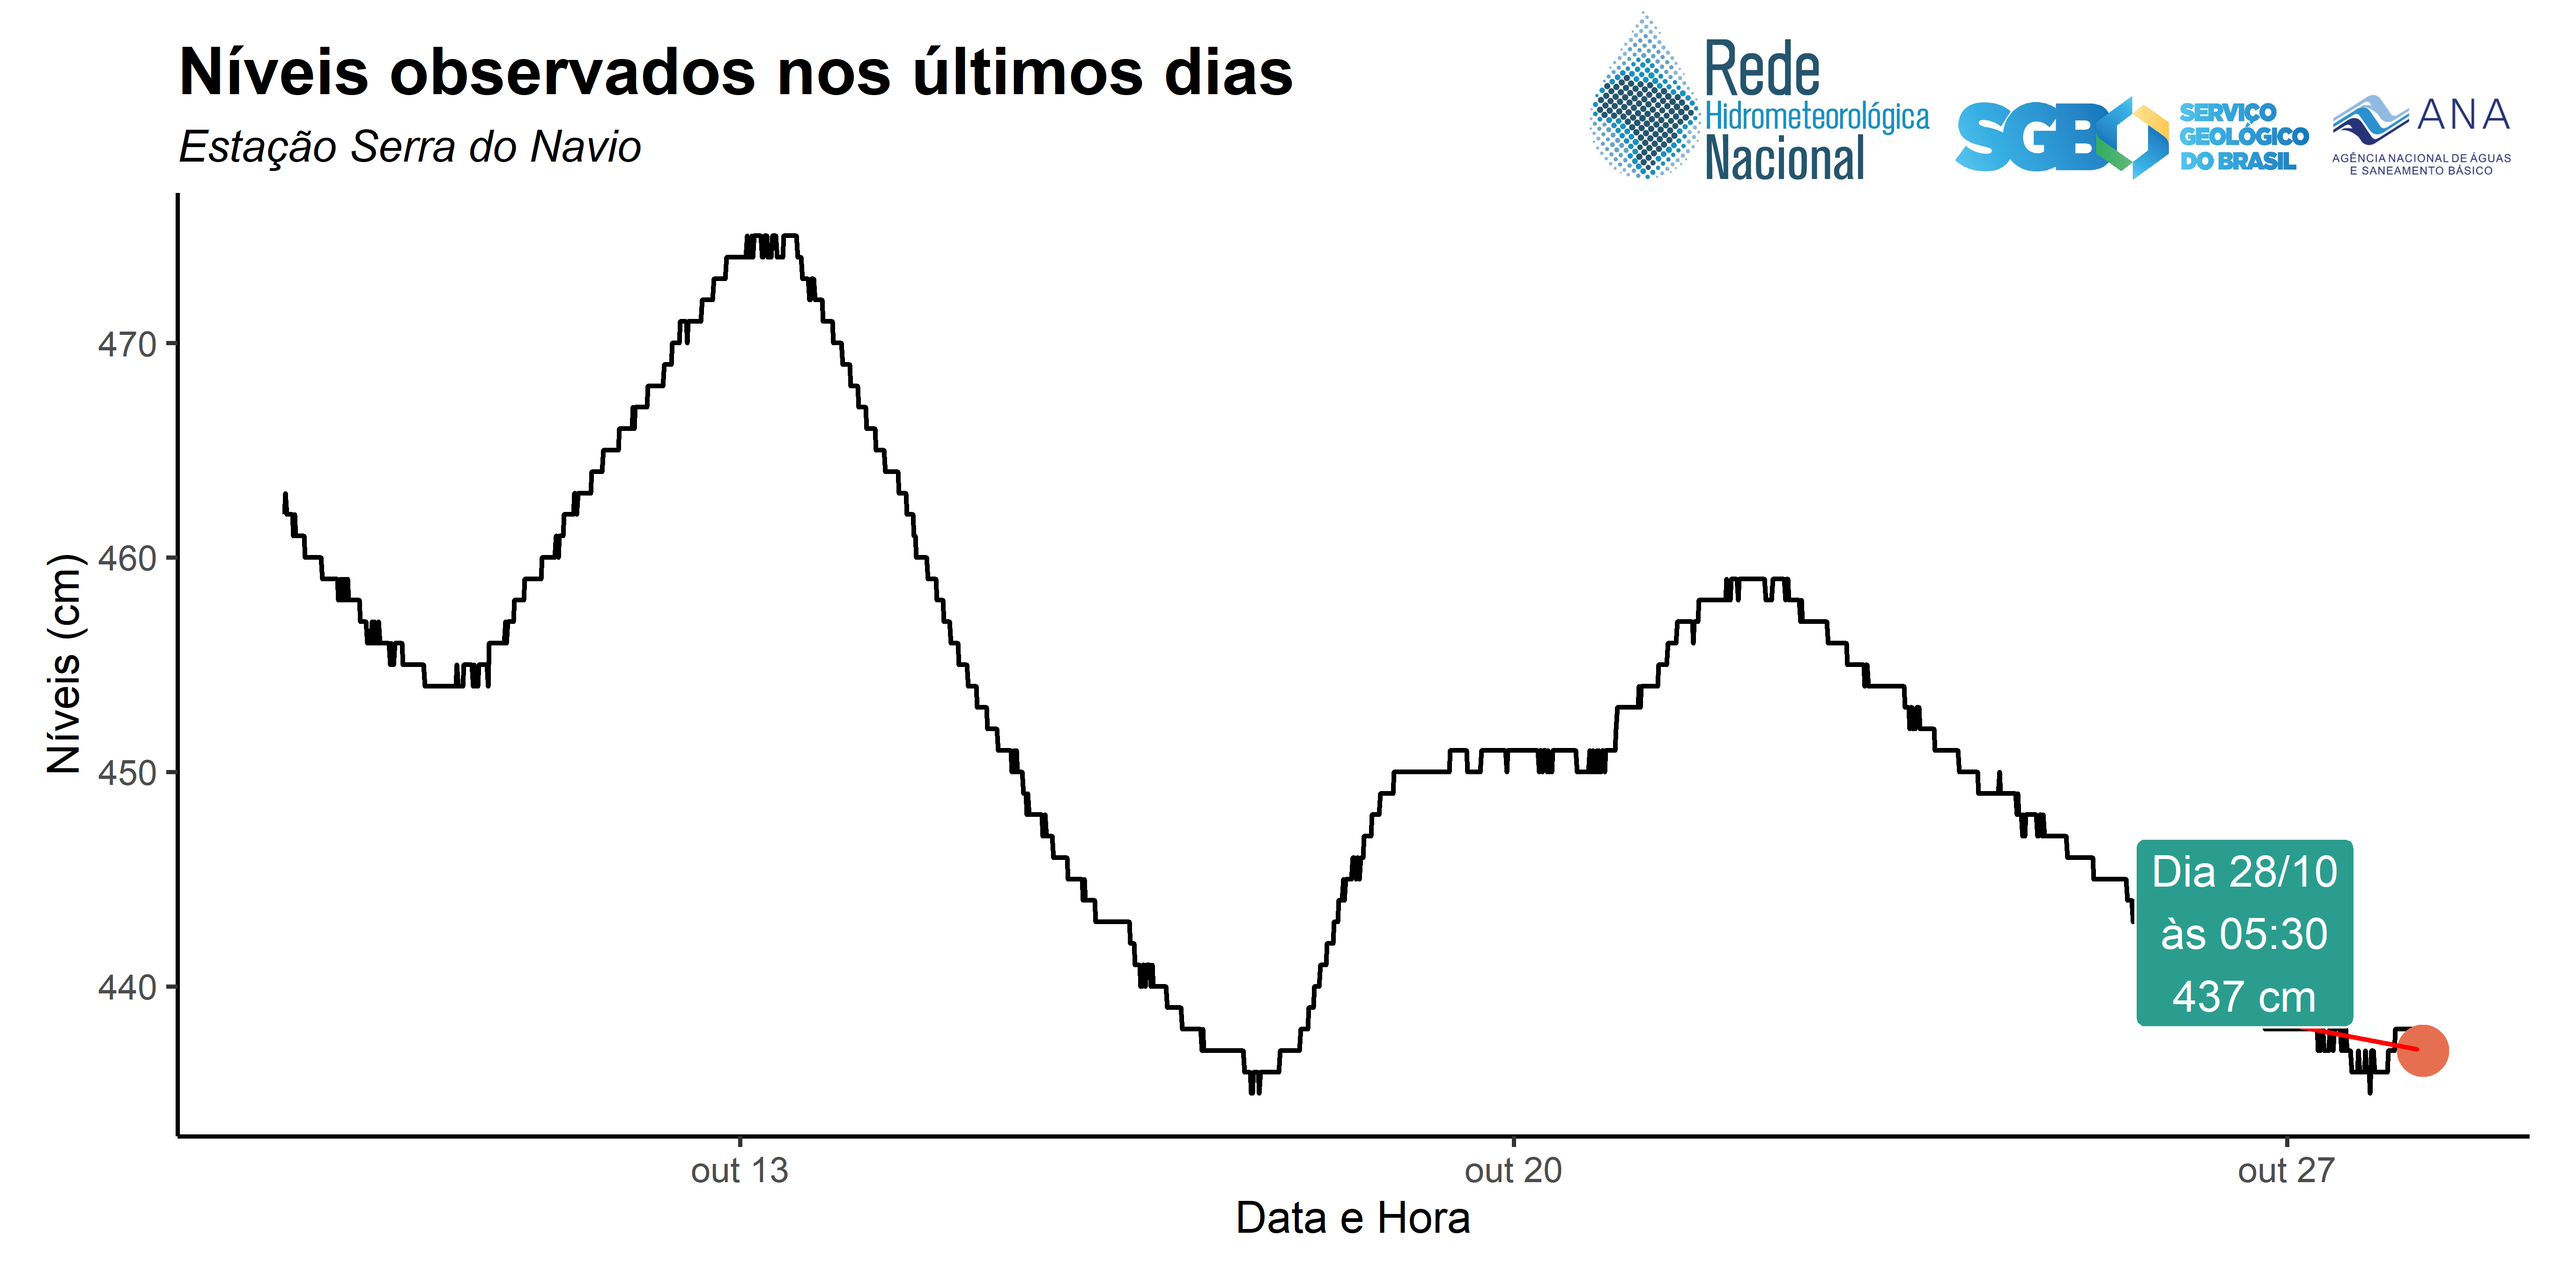 Níveis observados nos últimos dias
Estação Serra do Navio
Rede
Hidrometeorológica
Nacional
SGB
SERVIÇO
GEOLÓGICO
DO BRASIL
ANA
AGÊNCIA NACIONAL DE ÁGUAS
E SANEAMENTO BÁSICO
Níveis (cm)
470
460
450
440
Dia 28/10
às 05:30
437 cm
out 13
out 20
out 27
Data e Hora